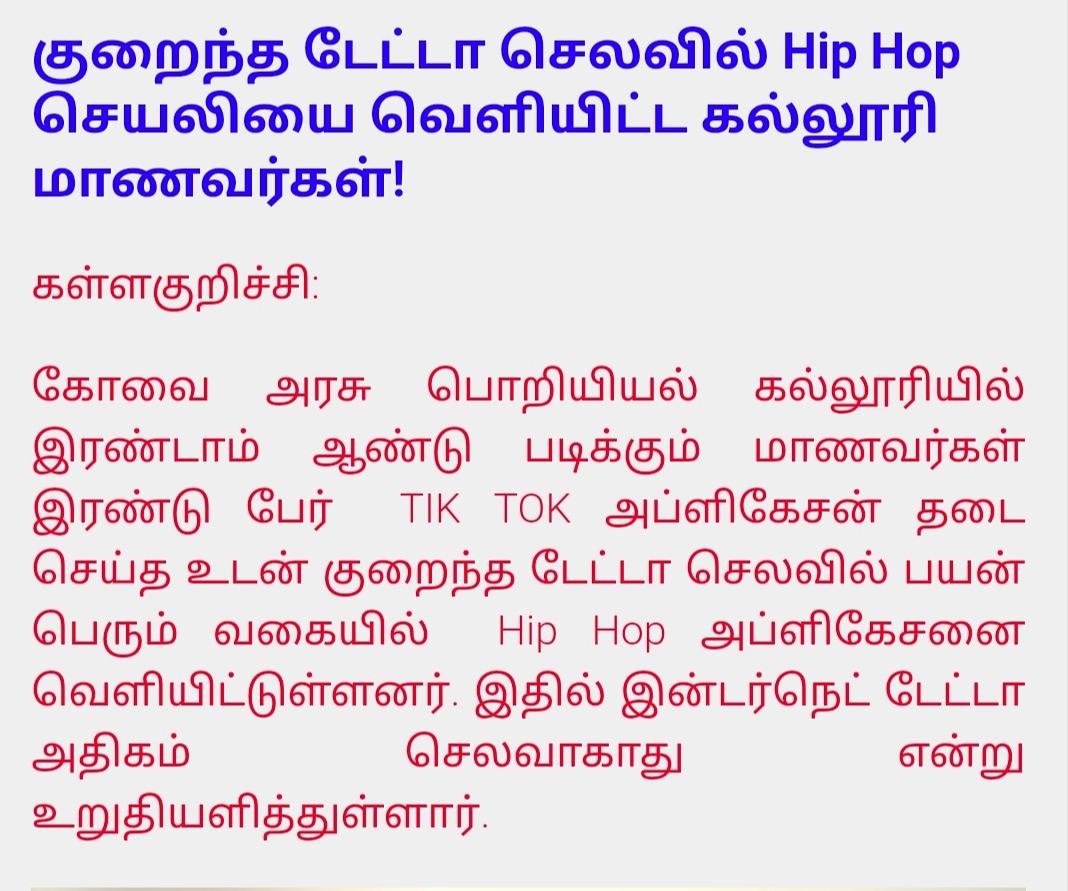 குறைந்த டேட்டா செலவில் Hip Hop
செயலியை வெளியிட்ட கல்லூரி
மாணவர்கள்!
கள்ளகுறிச்சி:
கோவை அரசு பொறியியல் கல்லூரியில்
இரண்டாம் ஆண்டு படிக்கும் மாணவர்கள்
இரண்டு பேர் TIK TOK அப்ளிகேசன் தடை
செய்த உடன் குறைந்த டேட்டா செலவில் பயன்
பெரும் வகையில் Hip Hop அப்ளிகேசனை
வெளியிட்டுள்ளனர். இதில் இன்டர்நெட் டேட்டா
அதிகம் செலவாகாது என்று
உறுதியளித்துள்ளார்.